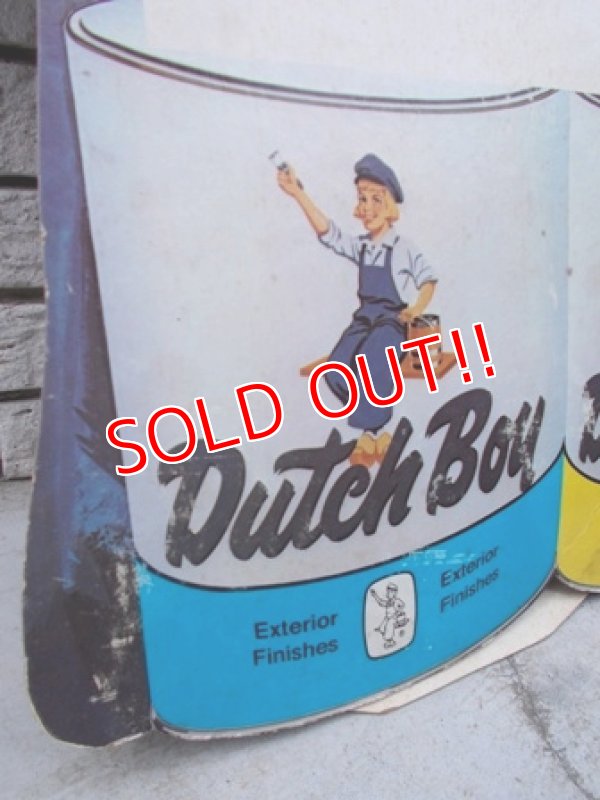 SOLD OUT!!
Dutch Boy
Exterior
Finishes
Exterior
Finishes